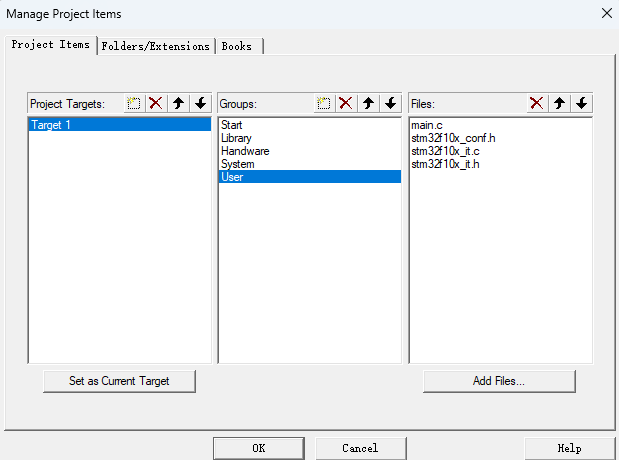 Manage Project Items
Project Items Folders/Extensions Books
Project Targets: Groups: Files:
Target 1
Start
Library
Handware
System
User
main.c
stm32f10x_conf.h
stm32f10x_it.c
stm32f10x_it.h
Set as Current Target Add Files...
OK Cancel Help